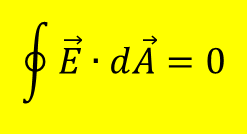 ∮ E⃗ · dA⃗ = 0